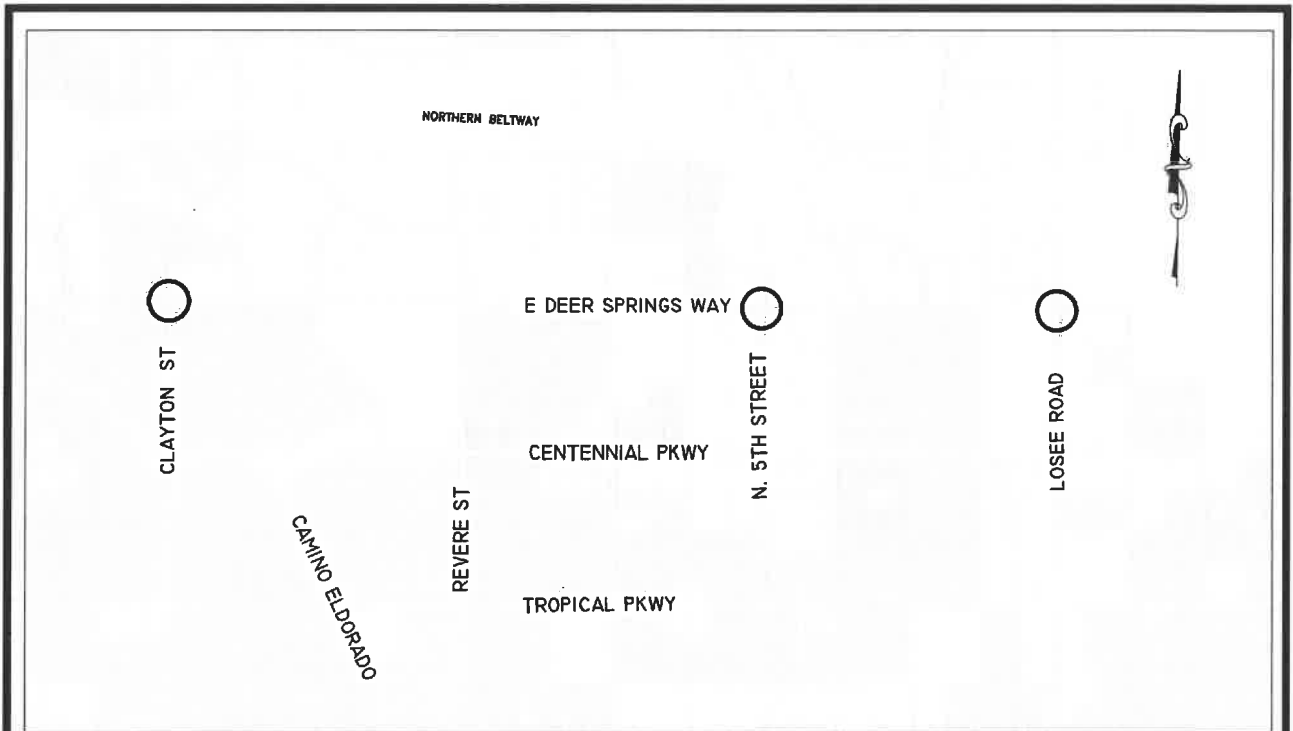 NORTHERN BELTWAY
E DEER SPRINGS WAY
CLAYTON ST
N. 5TH STREET
LOSEE ROAD
CENTENNIAL PKWY
REVERE ST
CAMINO ELDORADO
TROPICAL PKWY